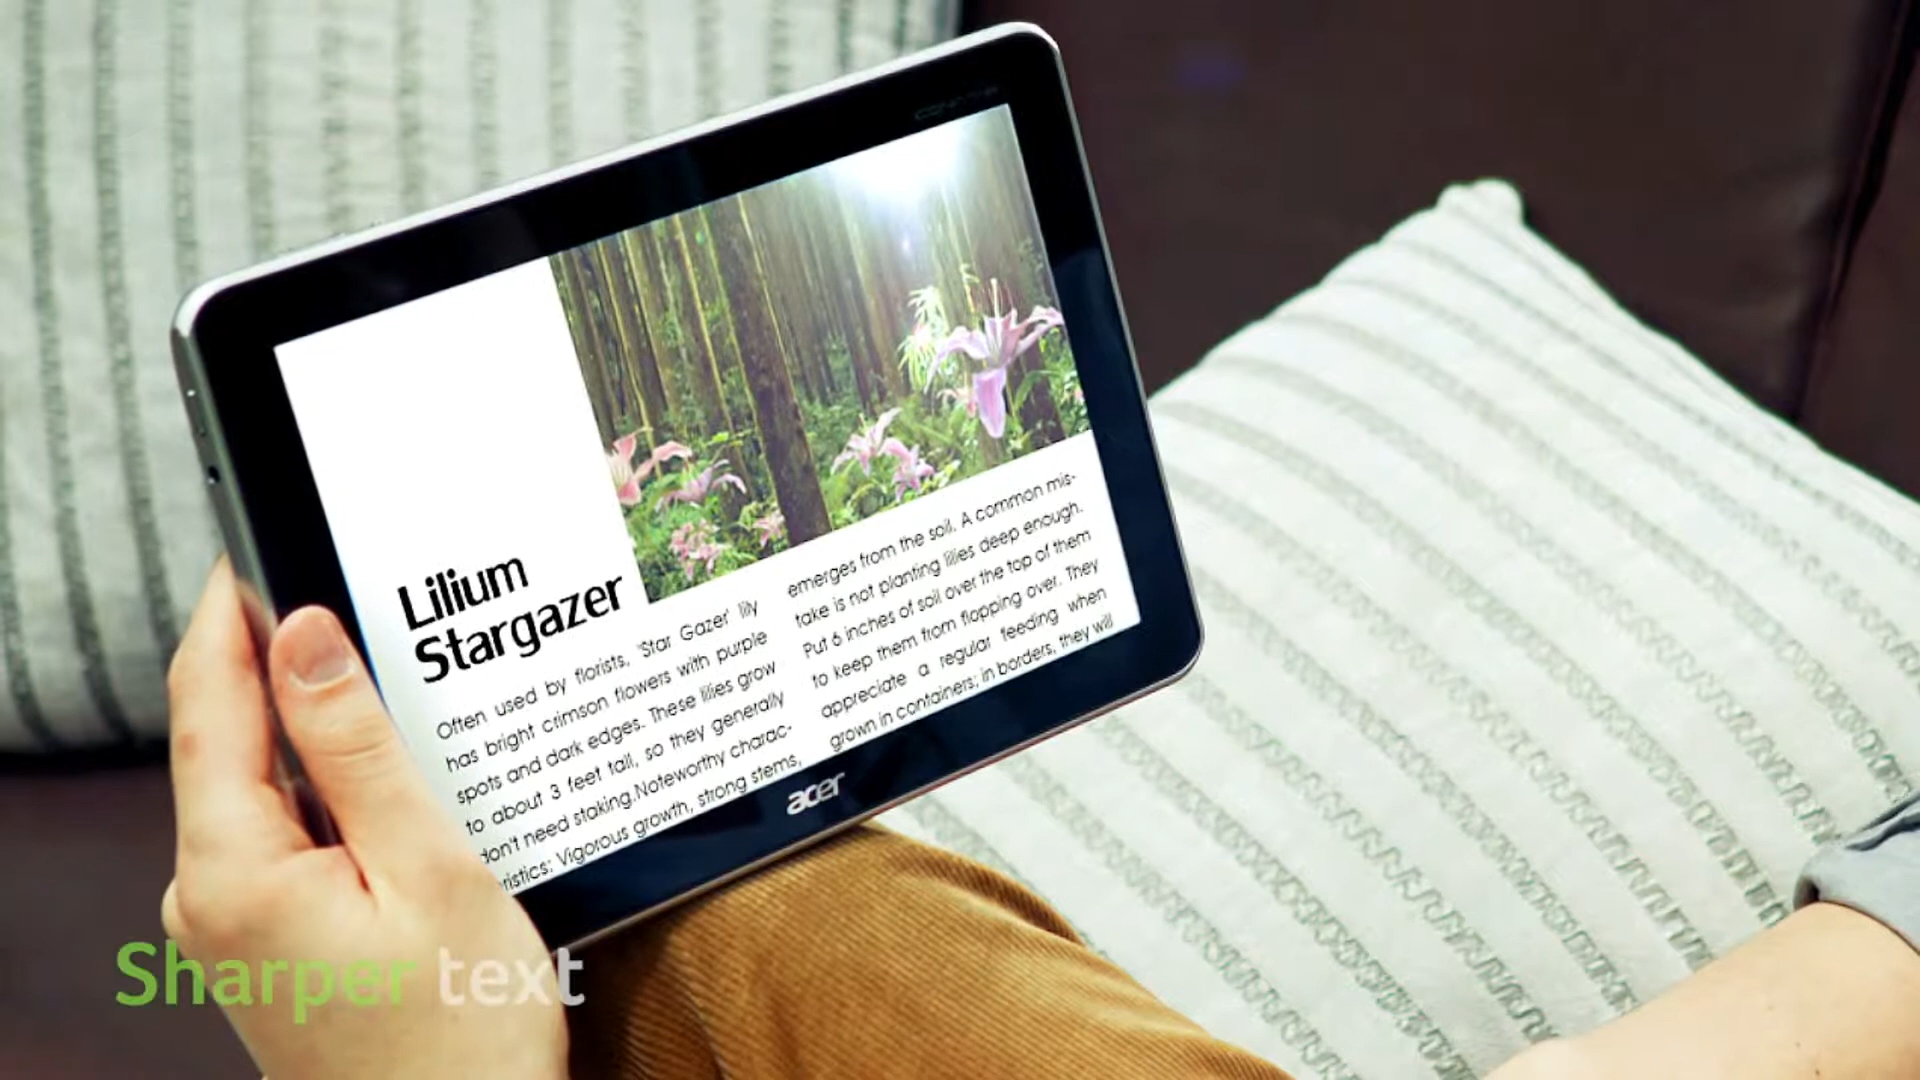 Lilium
Stargazer
Often used by florists, 'Star Gazer' lily
has bright crimson flowers with purple
spots and dark edges. These lilies grow
to about 3 feet tall, so they generally
don't need staking.Noteworthy charac-
ristics: Vigorous growth, strong stems,
emerges from the soil. A common mis-
take is not planting lilies deep enough.
Put 6 inches of soil over the top of them
to keep them from flopping over. They
appreciate a regular feeding when
grown in containers; in borders, they will
acer
Sharper text